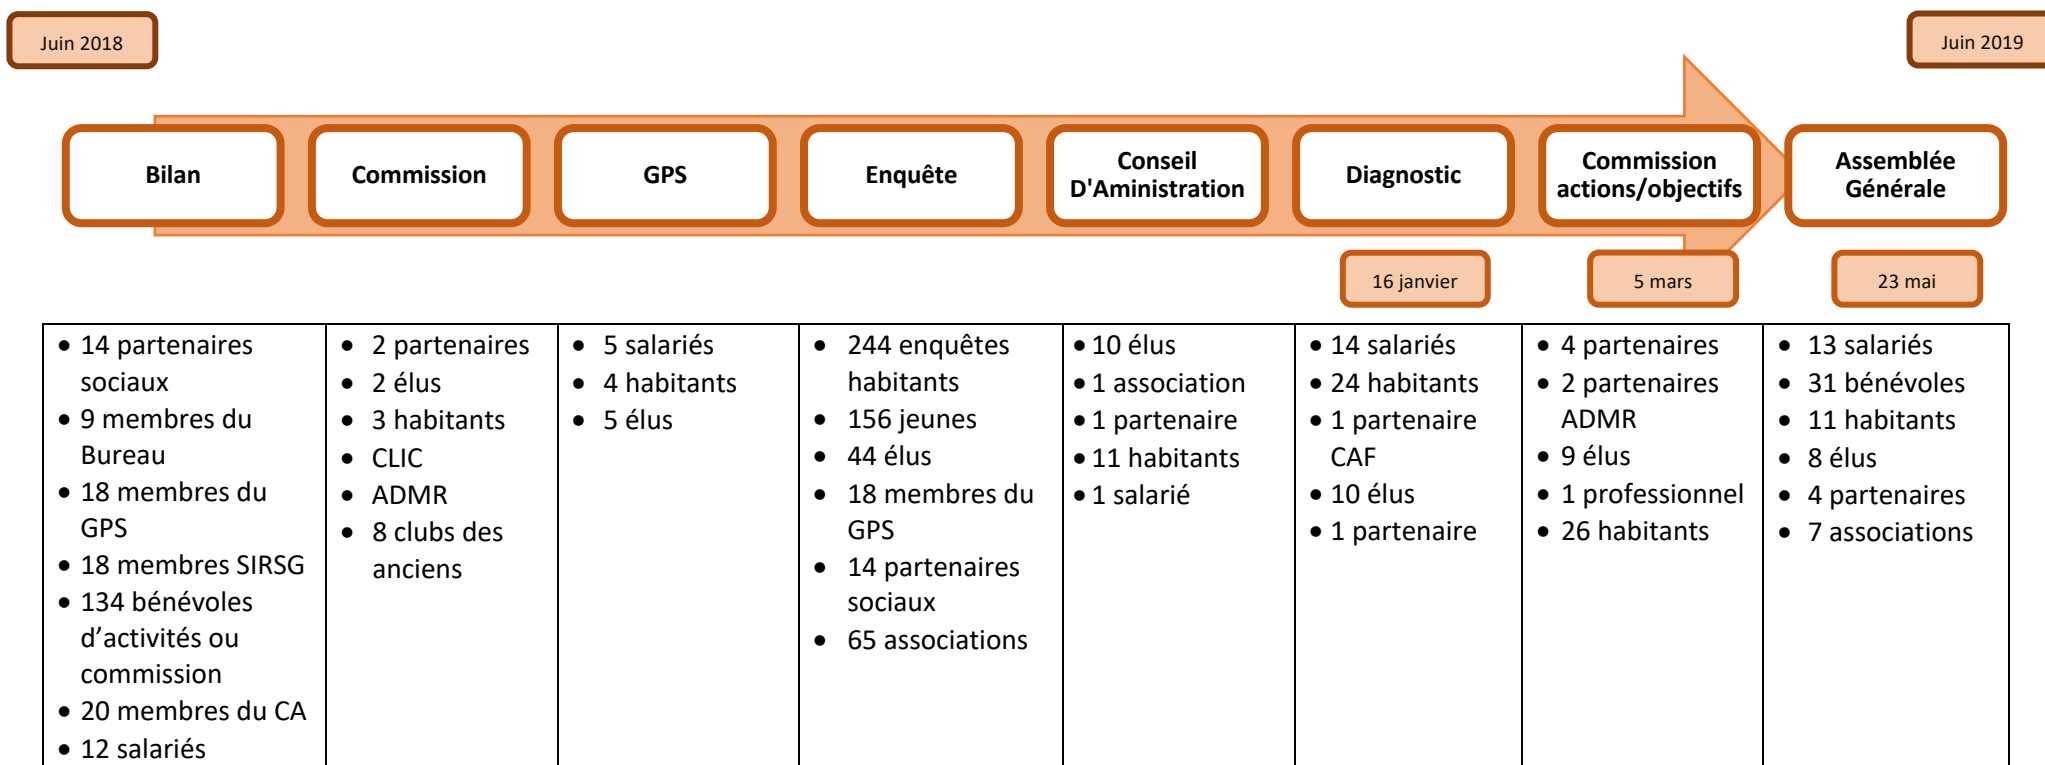 Juin 2018
Juin 2019
Bilan
Commission
GPS
Enquête
Conseil
D'Aministration
Diagnostic
Commission
actions/objectifs
Assemblée
Générale
16 janvier
5 mars
23 mai
• 14 partenaires
sociaux
• 9 membres du
Bureau
• 18 membres du
GPS
• 18 membres SIRSG
• 134 bénévoles
d’activités ou
commission
• 20 membres du CA
• 12 salariés
• 2 partenaires
• 2 élus
• 3 habitants
• CLIC
• ADMR
• 8 clubs des
anciens
• 5 salariés
• 4 habitants
• 5 élus
• 244 enquêtes
habitants
• 156 jeunes
• 44 élus
• 18 membres du
GPS
• 14 partenaires
sociaux
• 65 associations
• 10 élus
• 1 association
• 1 partenaire
• 11 habitants
• 1 salarié
• 14 salariés
• 24 habitants
• 1 partenaire
CAF
• 10 élus
• 1 partenaire
• 4 partenaires
• 2 partenaires
ADMR
• 9 élus
• 1 professionnel
• 26 habitants
• 13 salariés
• 31 bénévoles
• 11 habitants
• 8 élus
• 4 partenaires
• 7 associations